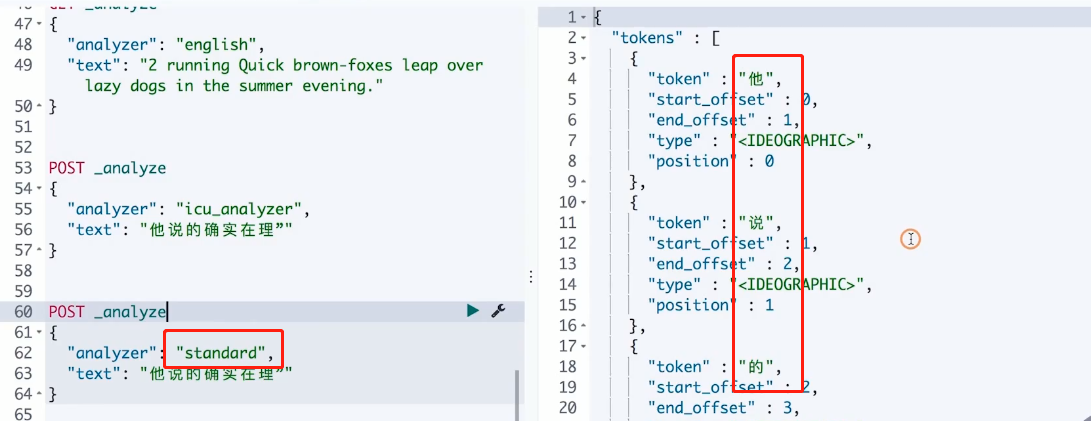 GET _analyze
47 {
48 "analyzer": "english",
49 "text": "2 running Quick brown-foxes leap over
lazy dogs in the summer evening."
50 }
51
52
53 POST _analyze
54 {
55 "analyzer": "icu_analyzer",
56 "text": "他说的确实在理”"
57 }
58
59
60 POST _analyze
61 {
62 "analyzer": "standard",
63 "text": "他说的确实在理”"
64 }
65
1 {
2 "tokens" : [
3 {
4 "token" : "他",
5 "start_offset" : 0,
6 "end_offset" : 1,
7 "type" : "<IDEOGRAPHIC>",
8 "position" : 0
9 },
10 {
11 "token" : "说",
12 "start_offset" : 1,
13 "end_offset" : 2,
14 "type" : "<IDEOGRAPHIC>",
15 "position" : 1
16 },
17 {
18 "token" : "的",
19 "start_offset" : 2,
20 "end_offset" : 3,